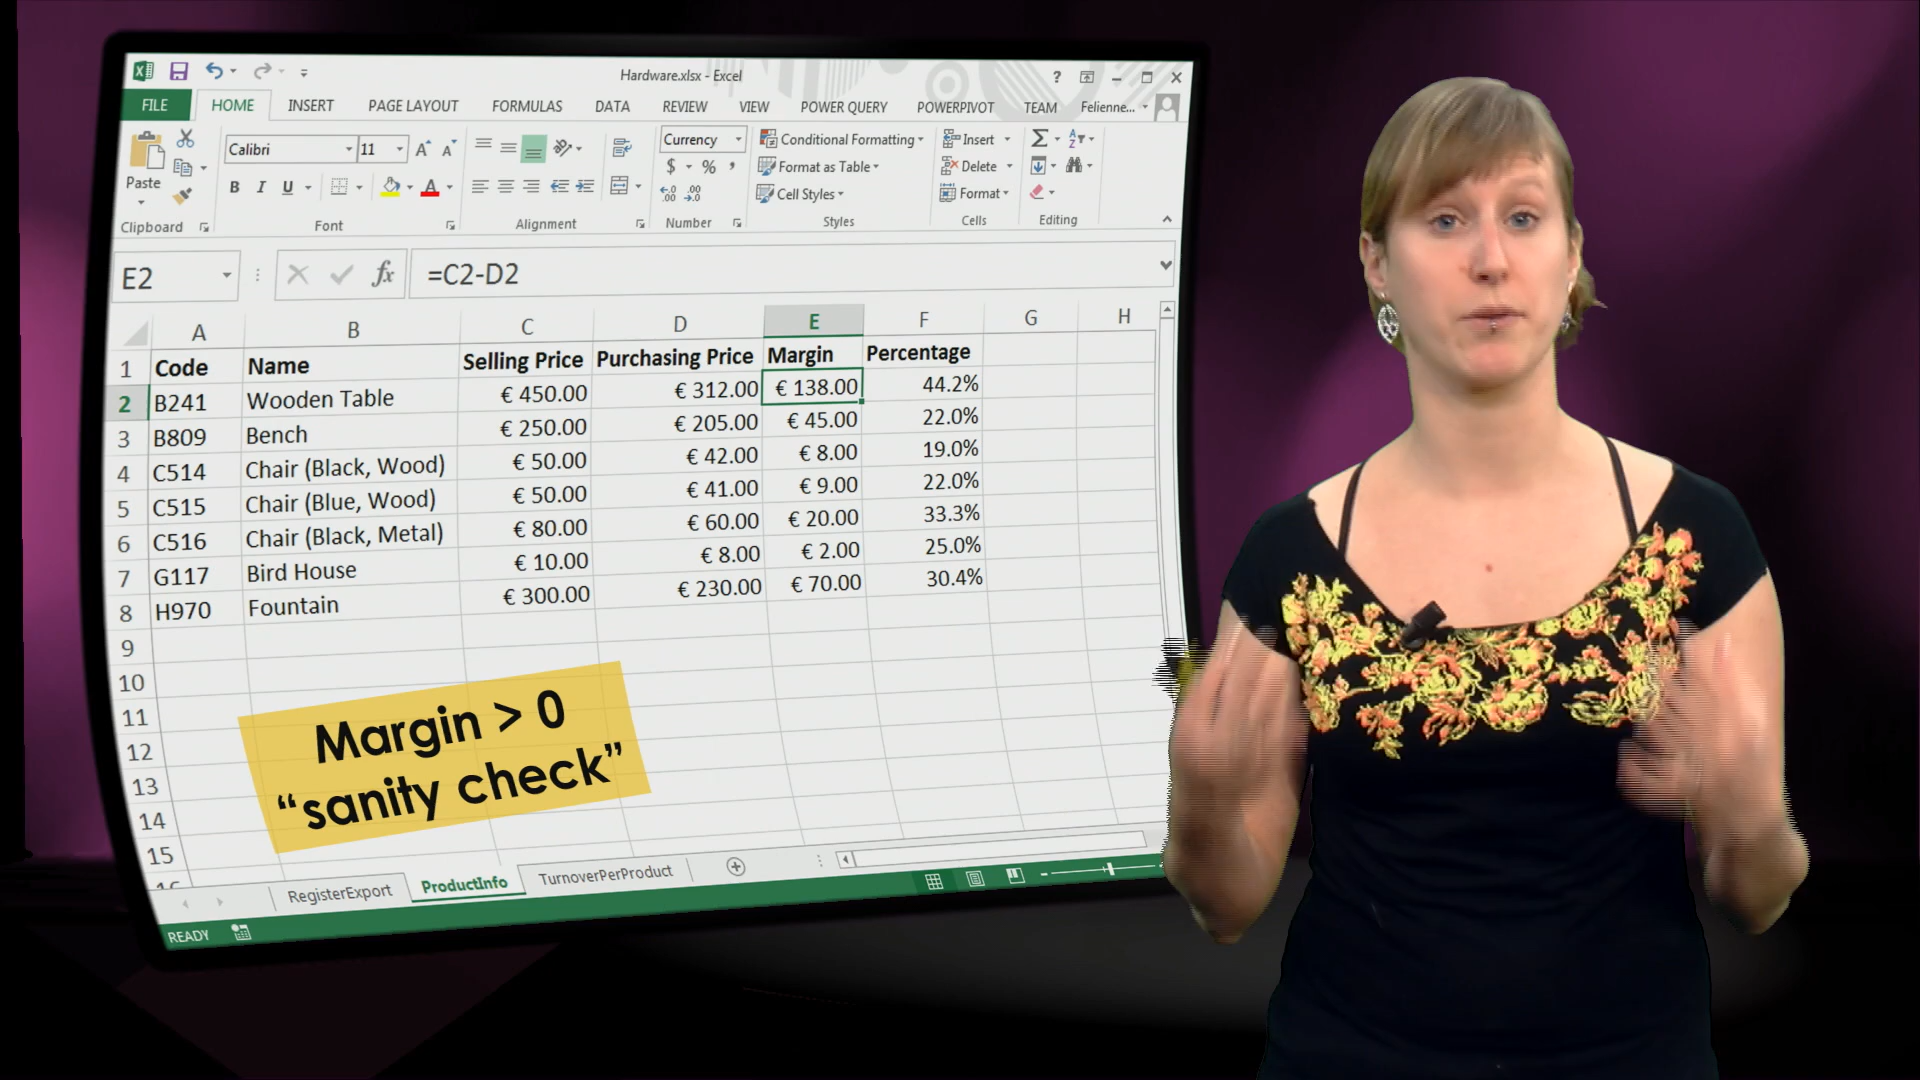 Hardware.xlsx - Excel
?
FILE HOME INSERT PAGE LAYOUT FORMULAS DATA REVIEW VIEW POWER QUERY POWERPIVOT TEAM Felienne...
Calibri 11 Currency Conditional Formatting Insert Σ
Paste B I U A $ % , Format as Table Delete
Cell Styles Format
Clipboard Font Alignment Number Styles Cells Editing
E2 fx =C2-D2
A B C D E F G H
1 Code Name Selling Price Purchasing Price Margin Percentage
2 B241 Wooden Table € 450.00 € 312.00 € 138.00 44.2%
3 B809 Bench € 250.00 € 205.00 € 45.00 22.0%
4 C514 Chair (Black, Wood) € 50.00 € 42.00 € 8.00 19.0%
5 C515 Chair (Blue, Wood) € 50.00 € 41.00 € 9.00 22.0%
6 C516 Chair (Black, Metal) € 80.00 € 60.00 € 20.00 33.3%
7 G117 Bird House € 10.00 € 8.00 € 2.00 25.0%
8 H970 Fountain € 300.00 € 230.00 € 70.00 30.4%
9
10
11
12
13
14
15
Margin > 0
“sanity check”
RegisterExport ProductInfo TurnoverPerProduct
READY